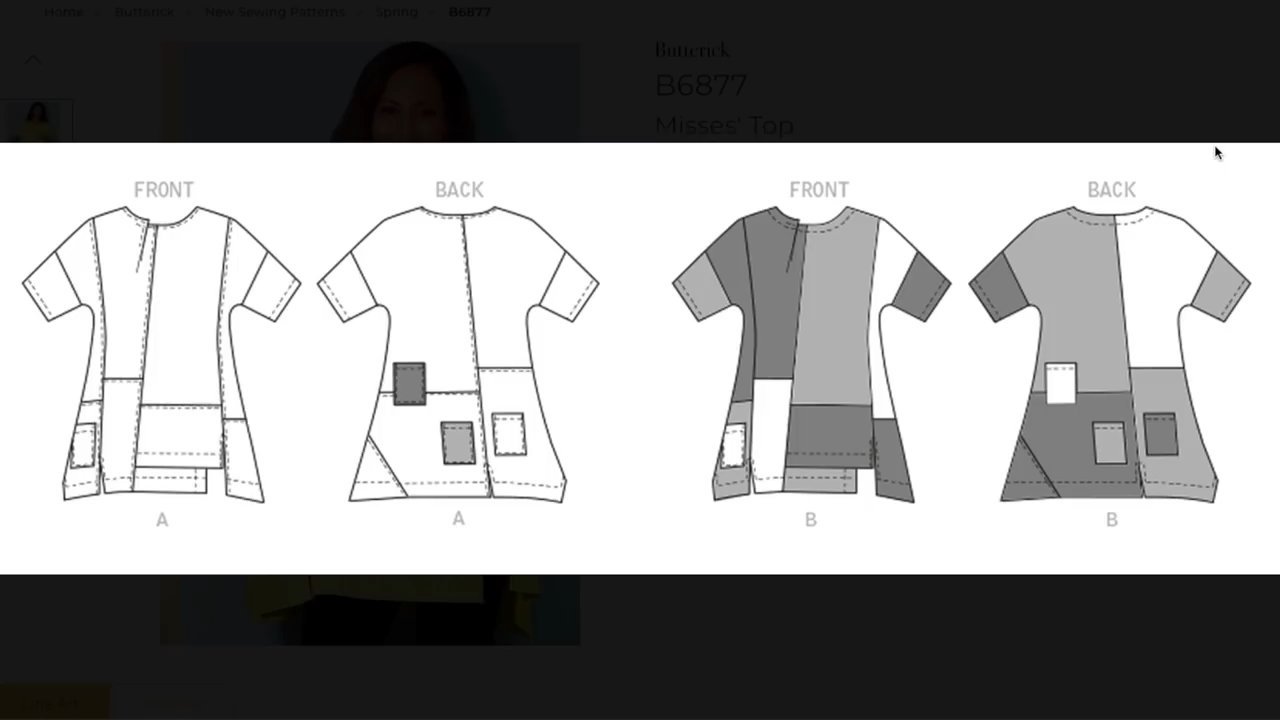 Home Butterick New Sewing Patterns Spring B6877
Butterick
B6877
Misses' Top
FRONT BACK FRONT BACK
A A B B